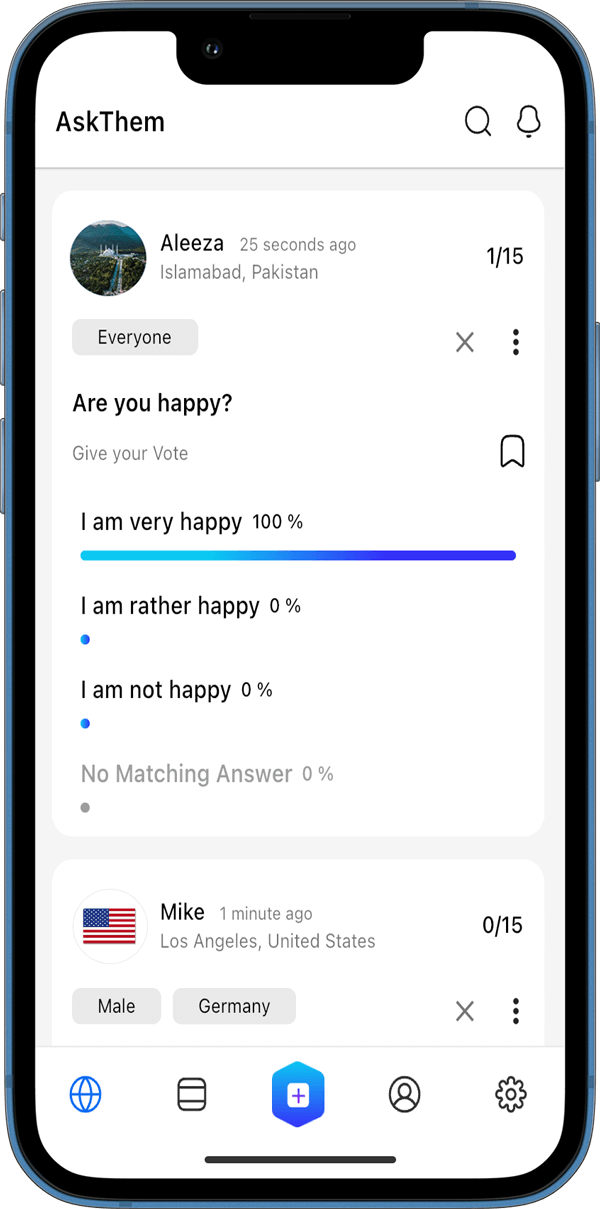 AskThem
Aleeza 25 seconds ago
Islamabad, Pakistan
1/15
Everyone
Are you happy?
Give your Vote
I am very happy 100 %
I am rather happy 0 %
I am not happy 0 %
No Matching Answer 0 %
Mike 1 minute ago
Los Angeles, United States
0/15
Male Germany